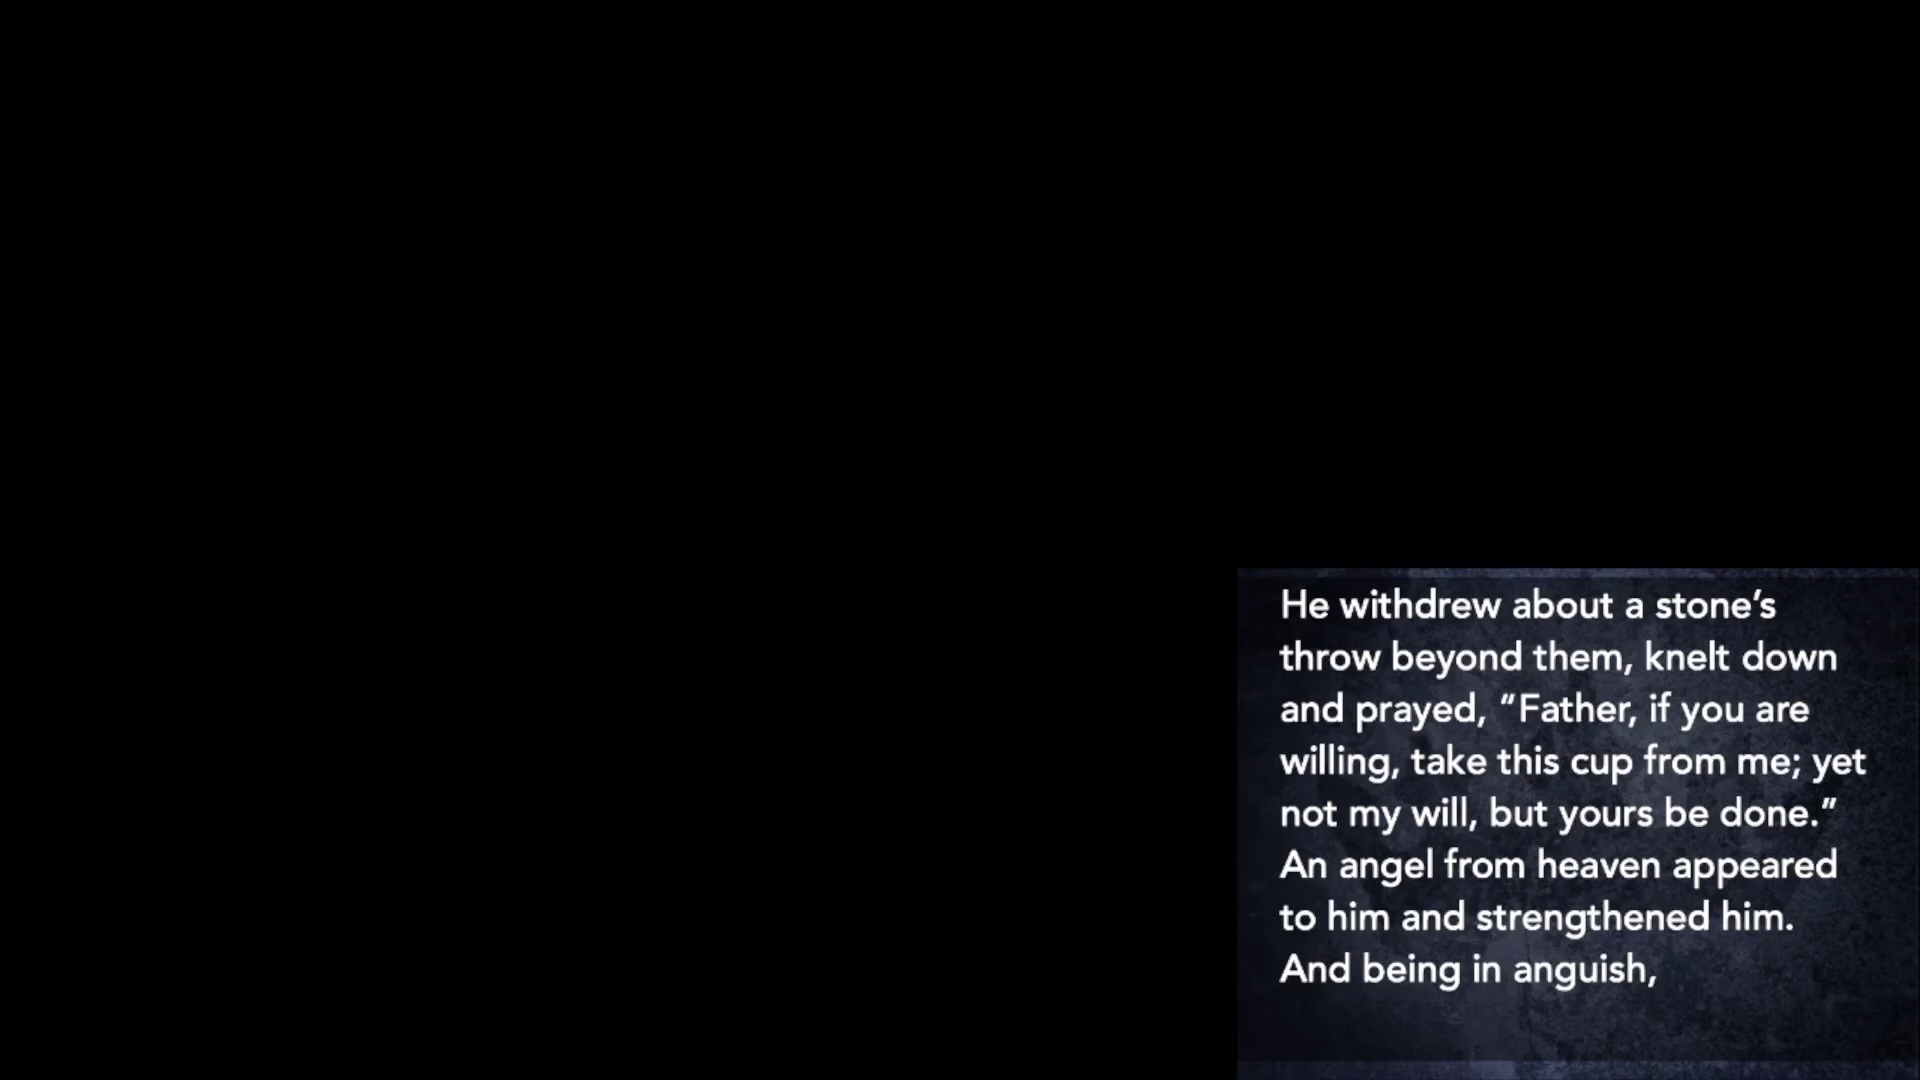 He withdrew about a stone’s
throw beyond them, knelt down
and prayed, “Father, if you are
willing, take this cup from me; yet
not my will, but yours be done.”
An angel from heaven appeared
to him and strengthened him.
And being in anguish,